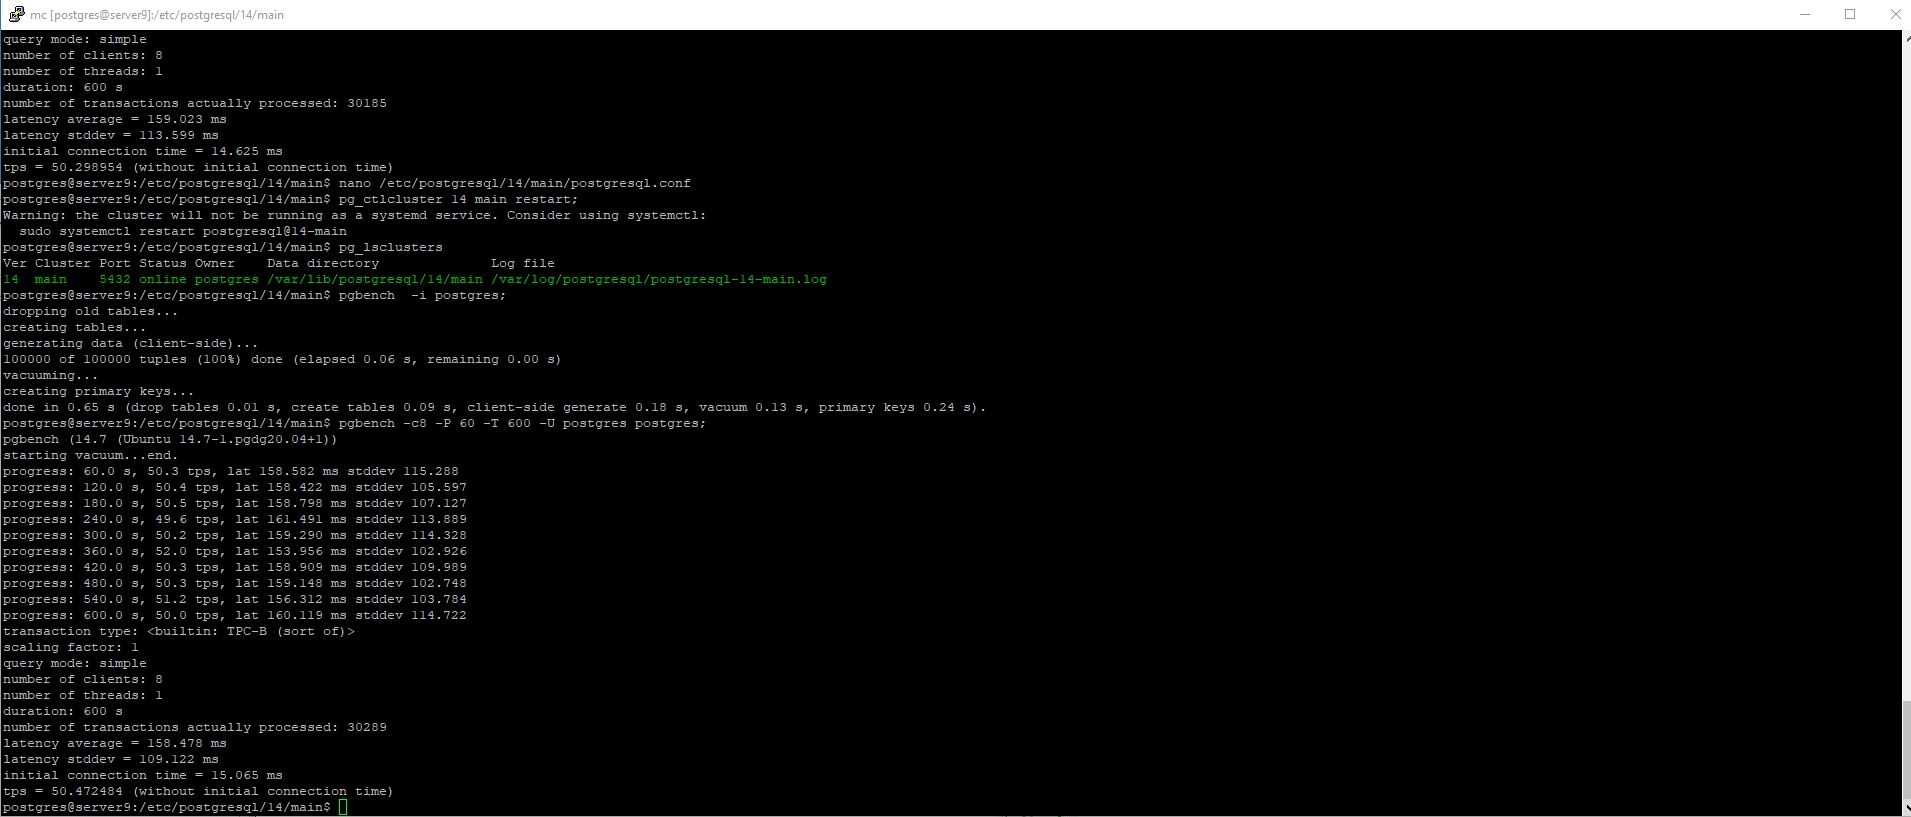 mc [postgres@server9]:/etc/postgresql/14/main
query mode: simple
number of clients: 8
number of threads: 1
duration: 600 s
number of transactions actually processed: 30185
latency average = 159.023 ms
latency stddev = 113.599 ms
initial connection time = 14.625 ms
tps = 50.298954 (without initial connection time)
postgres@server9:/etc/postgresql/14/main$ nano /etc/postgresql/14/main/postgresql.conf
postgres@server9:/etc/postgresql/14/main$ pg_ctlcluster 14 main restart;
Warning: the cluster will not be running as a systemd service. Consider using systemctl:
  sudo systemctl restart postgresql@14-main
postgres@server9:/etc/postgresql/14/main$ pg_lsclusters
Ver Cluster Port Status Owner    Data directory              Log file
14  main    5432 online postgres /var/lib/postgresql/14/main /var/log/postgresql/postgresql-14-main.log
postgres@server9:/etc/postgresql/14/main$ pgbench  -i postgres;
dropping old tables...
creating tables...
generating data (client-side)...
100000 of 100000 tuples (100%) done (elapsed 0.06 s, remaining 0.00 s)
vacuuming...
creating primary keys...
done in 0.65 s (drop tables 0.01 s, create tables 0.09 s, client-side generate 0.18 s, vacuum 0.13 s, primary keys 0.24 s).
postgres@server9:/etc/postgresql/14/main$ pgbench -c8 -P 60 -T 600 -U postgres postgres;
pgbench (14.7 (Ubuntu 14.7-1.pgdg20.04+1))
starting vacuum...end.
progress: 60.0 s, 50.3 tps, lat 158.582 ms stddev 115.288
progress: 120.0 s, 50.4 tps, lat 158.422 ms stddev 105.597
progress: 180.0 s, 50.5 tps, lat 158.798 ms stddev 107.127
progress: 240.0 s, 49.6 tps, lat 161.491 ms stddev 113.889
progress: 300.0 s, 50.2 tps, lat 159.290 ms stddev 114.328
progress: 360.0 s, 52.0 tps, lat 153.956 ms stddev 102.926
progress: 420.0 s, 50.3 tps, lat 158.909 ms stddev 109.989
progress: 480.0 s, 50.3 tps, lat 159.148 ms stddev 102.748
progress: 540.0 s, 51.2 tps, lat 156.312 ms stddev 103.784
progress: 600.0 s, 50.0 tps, lat 160.119 ms stddev 114.722
transaction type: <builtin: TPC-B (sort of)>
scaling factor: 1
query mode: simple
number of clients: 8
number of threads: 1
duration: 600 s
number of transactions actually processed: 30289
latency average = 158.478 ms
latency stddev = 109.122 ms
initial connection time = 15.065 ms
tps = 50.472484 (without initial connection time)
postgres@server9:/etc/postgresql/14/main$